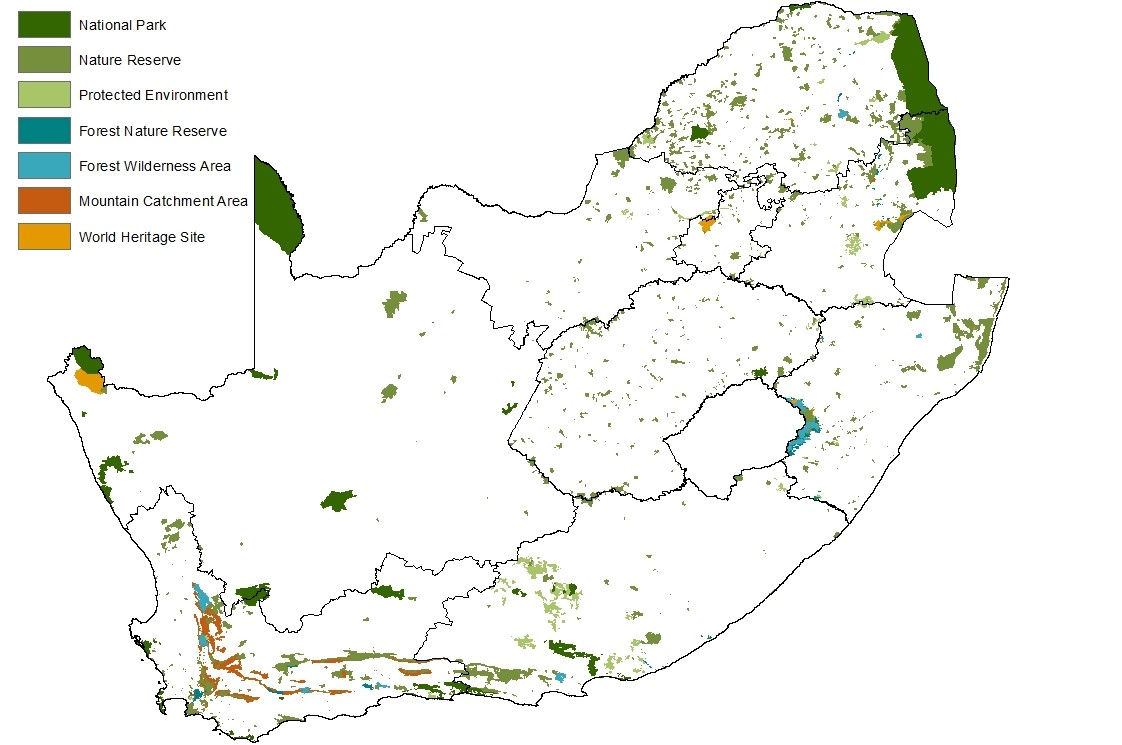 National Park
Nature Reserve
Protected Environment
Forest Nature Reserve
Forest Wilderness Area
Mountain Catchment Area
World Heritage Site